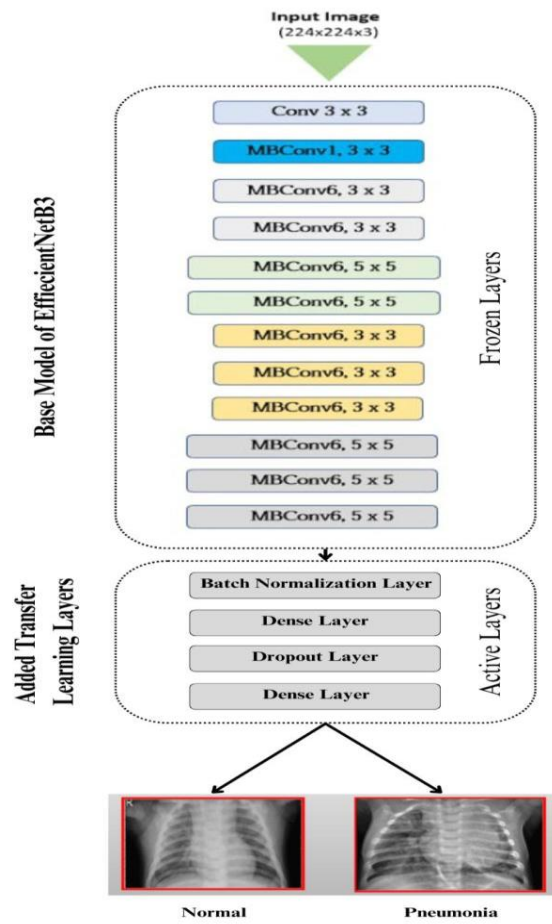 Input Image
(224x224x3)
Base Model of EffiecientNetB3
Conv 3 x 3
MBConv1, 3 x 3
MBConv6, 3 x 3
MBConv6, 3 x 3
MBConv6, 5 x 5
MBConv6, 5 x 5
MBConv6, 3 x 3
MBConv6, 3 x 3
MBConv6, 3 x 3
MBConv6, 5 x 5
MBConv6, 5 x 5
MBConv6, 5 x 5
Frozen Layers
Added Transfer
Learning Layers
Batch Normalization Layer
Dense Layer
Dropout Layer
Dense Layer
Active Layers
R
Normal
Pneumonia